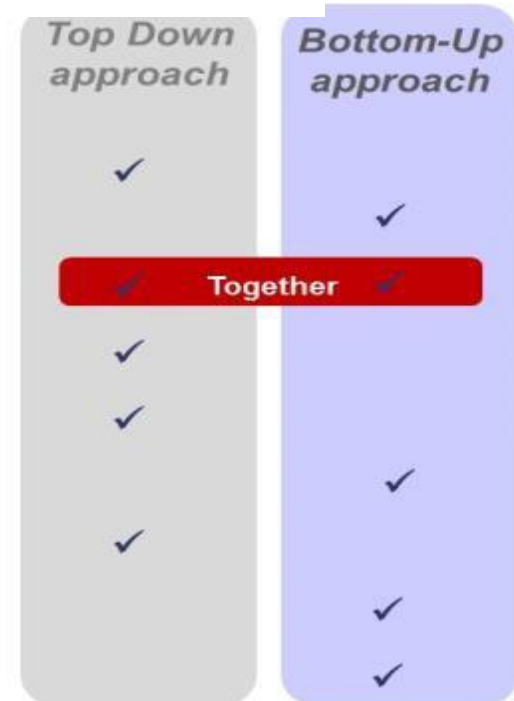 Top Down
approach
Bottom-Up
approach
✓
✓
✓ Together ✓
✓
✓
✓
✓
✓
✓